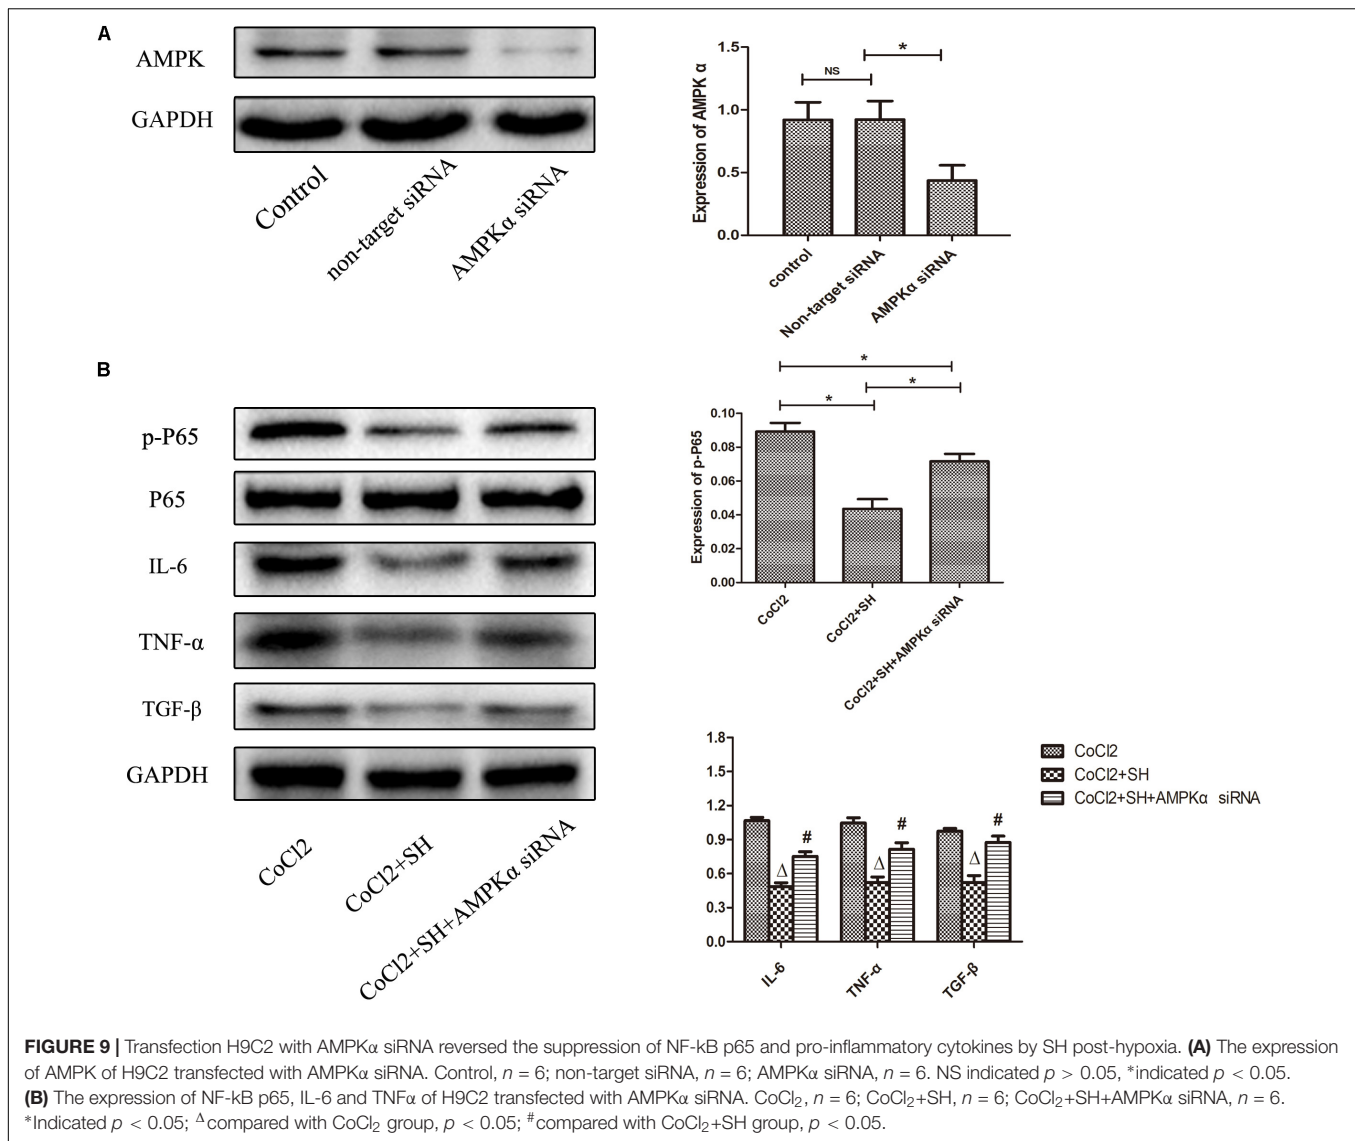 A
AMPK
GAPDH
Control
non-target siRNA
AMPKα siRNA
Expression of AMPK α
1.5
1.0
0.5
0.0
NS
*
control
Non-target siRNA
AMPKα siRNA
B
p-P65
P65
IL-6
TNF-α
TGF-β
GAPDH
CoCl2
CoCl2+SH
CoCl2+SH+AMPKα siRNA
Expression of p-P65
*
*
*
0.10
0.08
0.06
0.04
0.02
0.00
CoCl2
CoCl2+SH
CoCl2+SH+AMPKα siRNA
1.8
1.5
1.2
0.9
0.6
0.3
0.0
Δ #
Δ #
Δ #
IL-6
TNF-α
TGF-β
CoCl2
CoCl2+SH
CoCl2+SH+AMPKα siRNA
FIGURE 9 | Transfection H9C2 with AMPKα siRNA reversed the suppression of NF-kB p65 and pro-inflammatory cytokines by SH post-hypoxia. (A) The expression
of AMPK of H9C2 transfected with AMPKα siRNA. Control, n = 6; non-target siRNA, n = 6; AMPKα siRNA, n = 6. NS indicated p > 0.05, *indicated p < 0.05.
(B) The expression of NF-kB p65, IL-6 and TNFα of H9C2 transfected with AMPKα siRNA. CoCl₂, n = 6; CoCl₂+SH, n = 6; CoCl₂+SH+AMPKα siRNA, n = 6.
*Indicated p < 0.05; Δcompared with CoCl₂ group, p < 0.05; #compared with CoCl₂+SH group, p < 0.05.